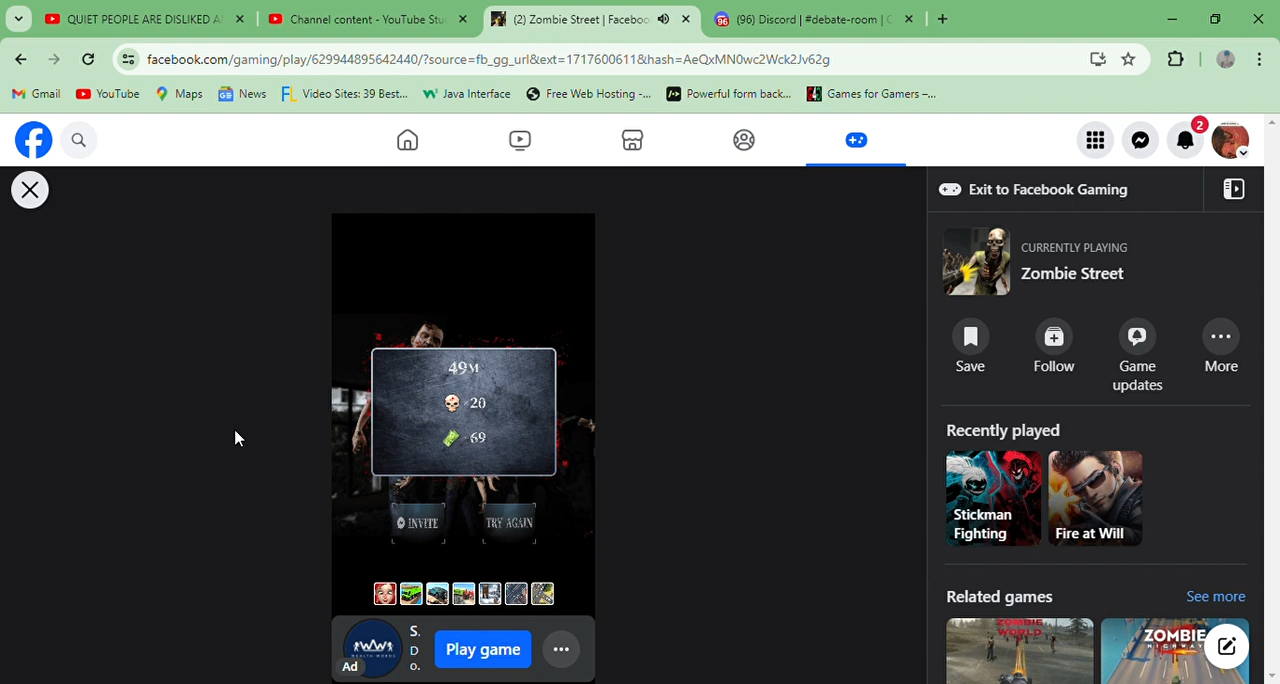 QUIET PEOPLE ARE DISLIKED A
Channel content - YouTube Stu
(2) Zombie Street | Faceboo
(96) Discord | #debate-room |
facebook.com/gaming/play/629944895642440/?source=fb_gg_url&ext=1717600611&hash=AeQxMN0wc2Wck2Jv62g
Gmail YouTube Maps News Video Sites: 39 Best... Java Interface Free Web Hosting -... Powerful form back... Games for Gamers –...
2
Exit to Facebook Gaming
CURRENTLY PLAYING
Zombie Street
Save Follow Game updates More
Recently played
Stickman Fighting
Fire at Will
Related games See more
ZOMBIE WORLD
ZOMBIE
49M
×20
69
INVITE TRY AGAIN
Ad
S.
D
o.
Play game